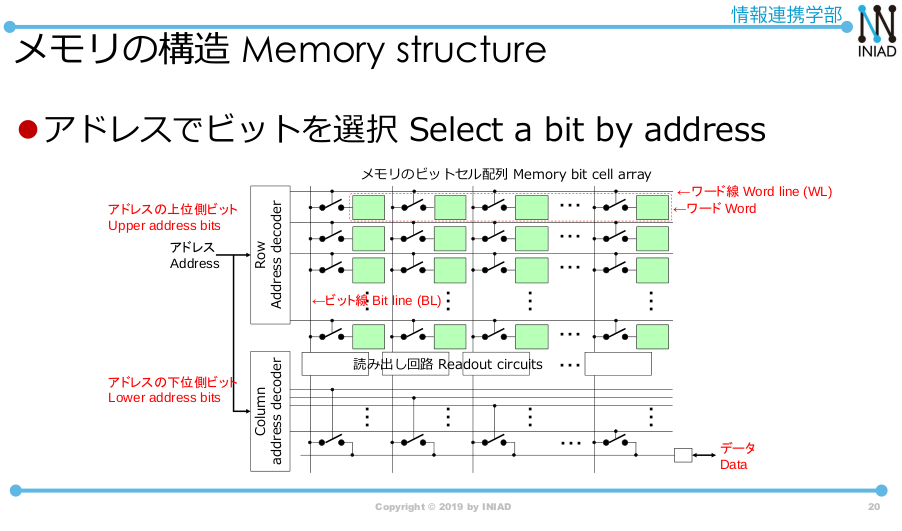 情報連携学部
INIAD
メモリの構造 Memory structure
●アドレスでビットを選択 Select a bit by address
メモリのビットセル配列 Memory bit cell array
←ワード線 Word line (WL)
←ワード Word
アドレスの上位側ビット
Upper address bits
アドレス
Address
Row
Address decoder
←ビット線 Bit line (BL)
読み出し回路 Readout circuits
アドレスの下位側ビット
Lower address bits
Column
address decoder
データ
Data
Copyright © 2019 by INIAD
20